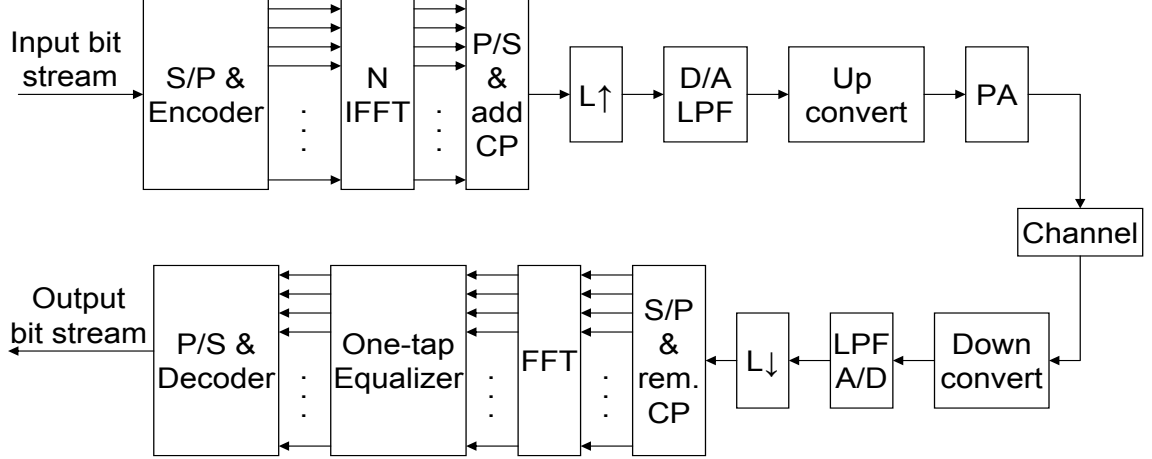 Input bit
stream
S/P &
Encoder
N
IFFT
P/S
&
add
CP
L↑
D/A
LPF
Up
convert
PA
Channel
Down
convert
LPF
A/D
L↓
S/P
&
rem.
CP
FFT
One-tap
Equalizer
P/S &
Decoder
Output
bit stream